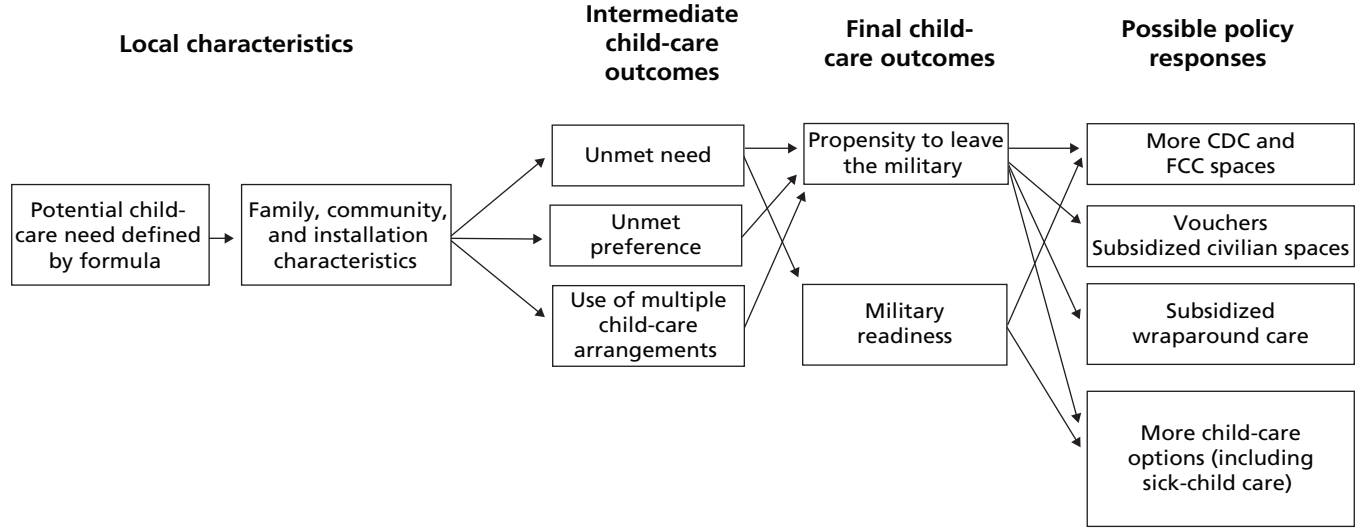 Local characteristics
Intermediate
child-care
outcomes
Final child-
care outcomes
Possible policy
responses
Potential child-
care need defined
by formula
Family, community,
and installation
characteristics
Unmet need
Unmet
preference
Use of multiple
child-care
arrangements
Propensity to leave
the military
Military
readiness
More CDC and
FCC spaces
Vouchers
Subsidized civilian spaces
Subsidized
wraparound care
More child-care
options (including
sick-child care)